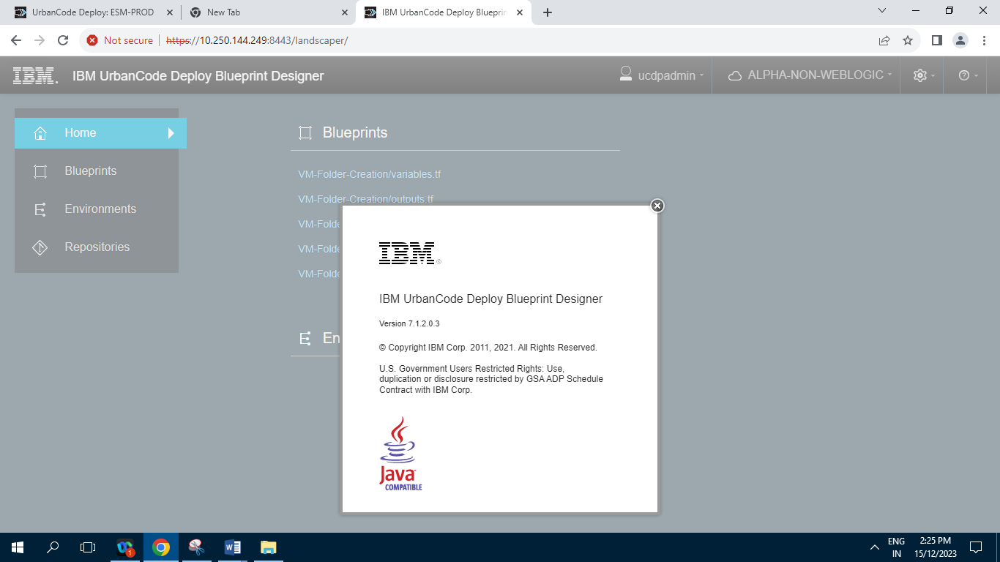 UrbanCode Deploy: ESM-PROD
New Tab
IBM UrbanCode Deploy Blueprin
Not secure
https://10.250.144.249:8443/landscaper/
IBM
IBM UrbanCode Deploy Blueprint Designer
ucdpadmin
ALPHA-NON-WEBLOGIC
Home
Blueprints
Environments
Repositories
Blueprints
VM-Folder-Creation/variables.tf
VM-Folder-Creation/outputs.tf
VM-Folde
VM-Folde
VM-Folde
En
IBM®
IBM UrbanCode Deploy Blueprint Designer
Version 7.1.2.0.3
© Copyright IBM Corp. 2011, 2021. All Rights Reserved.
U.S. Government Users Restricted Rights: Use,
duplication or disclosure restricted by GSA ADP Schedule
Contract with IBM Corp.
Java
COMPATIBLE
1
ENG
IN
2:25 PM
15/12/2023